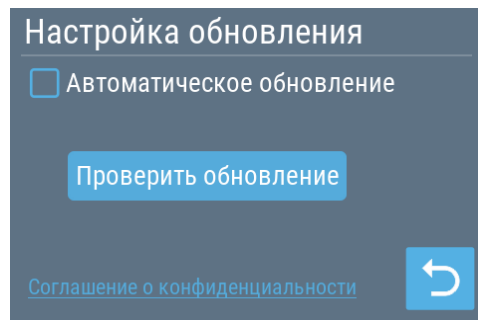 Настройка обновления
Автоматическое обновление
Проверить обновление
Соглашение о конфиденциальности